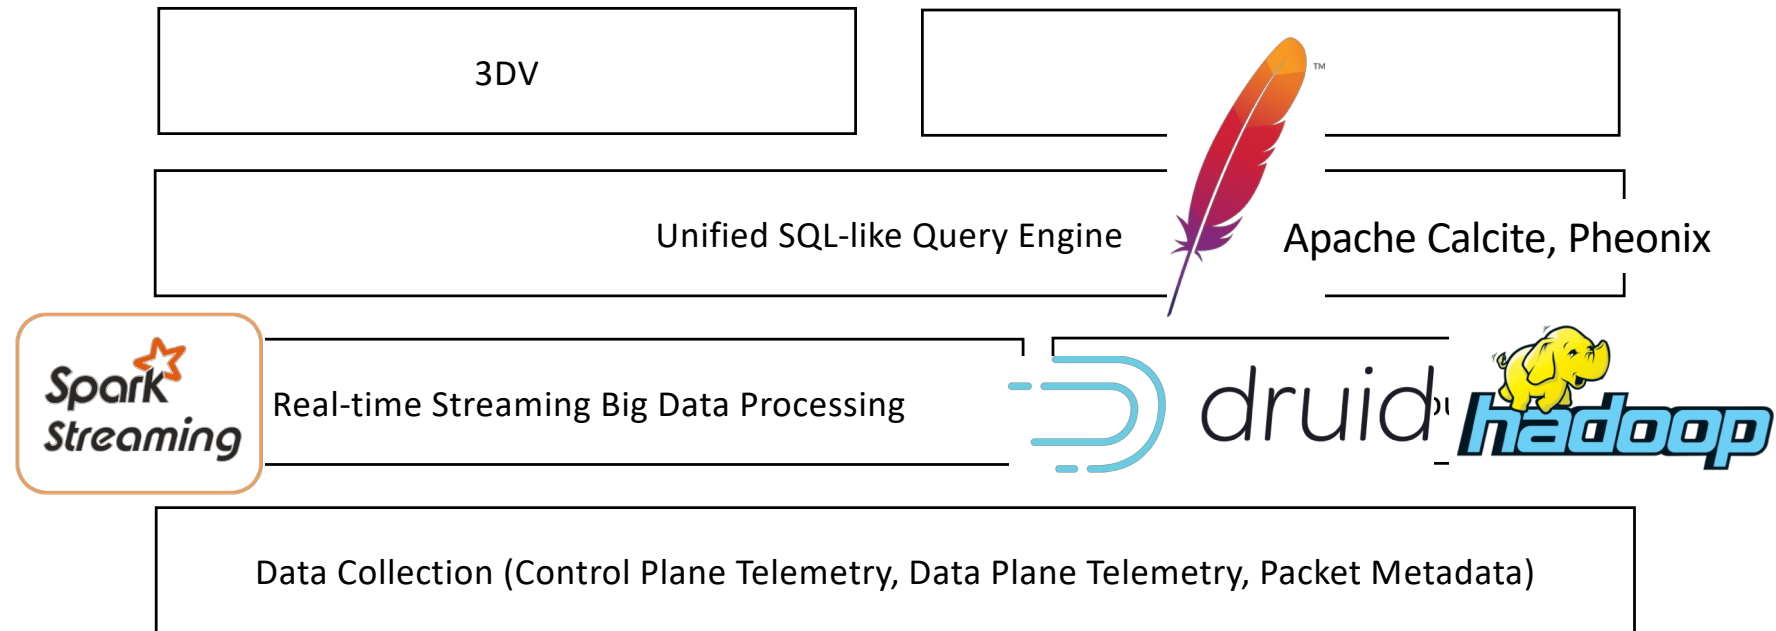 3DV
TM
Unified SQL-like Query Engine
Apache Calcite, Pheonix
Spark
Streaming
Real-time Streaming Big Data Processing
druid
hadoop
Data Collection (Control Plane Telemetry, Data Plane Telemetry, Packet Metadata)